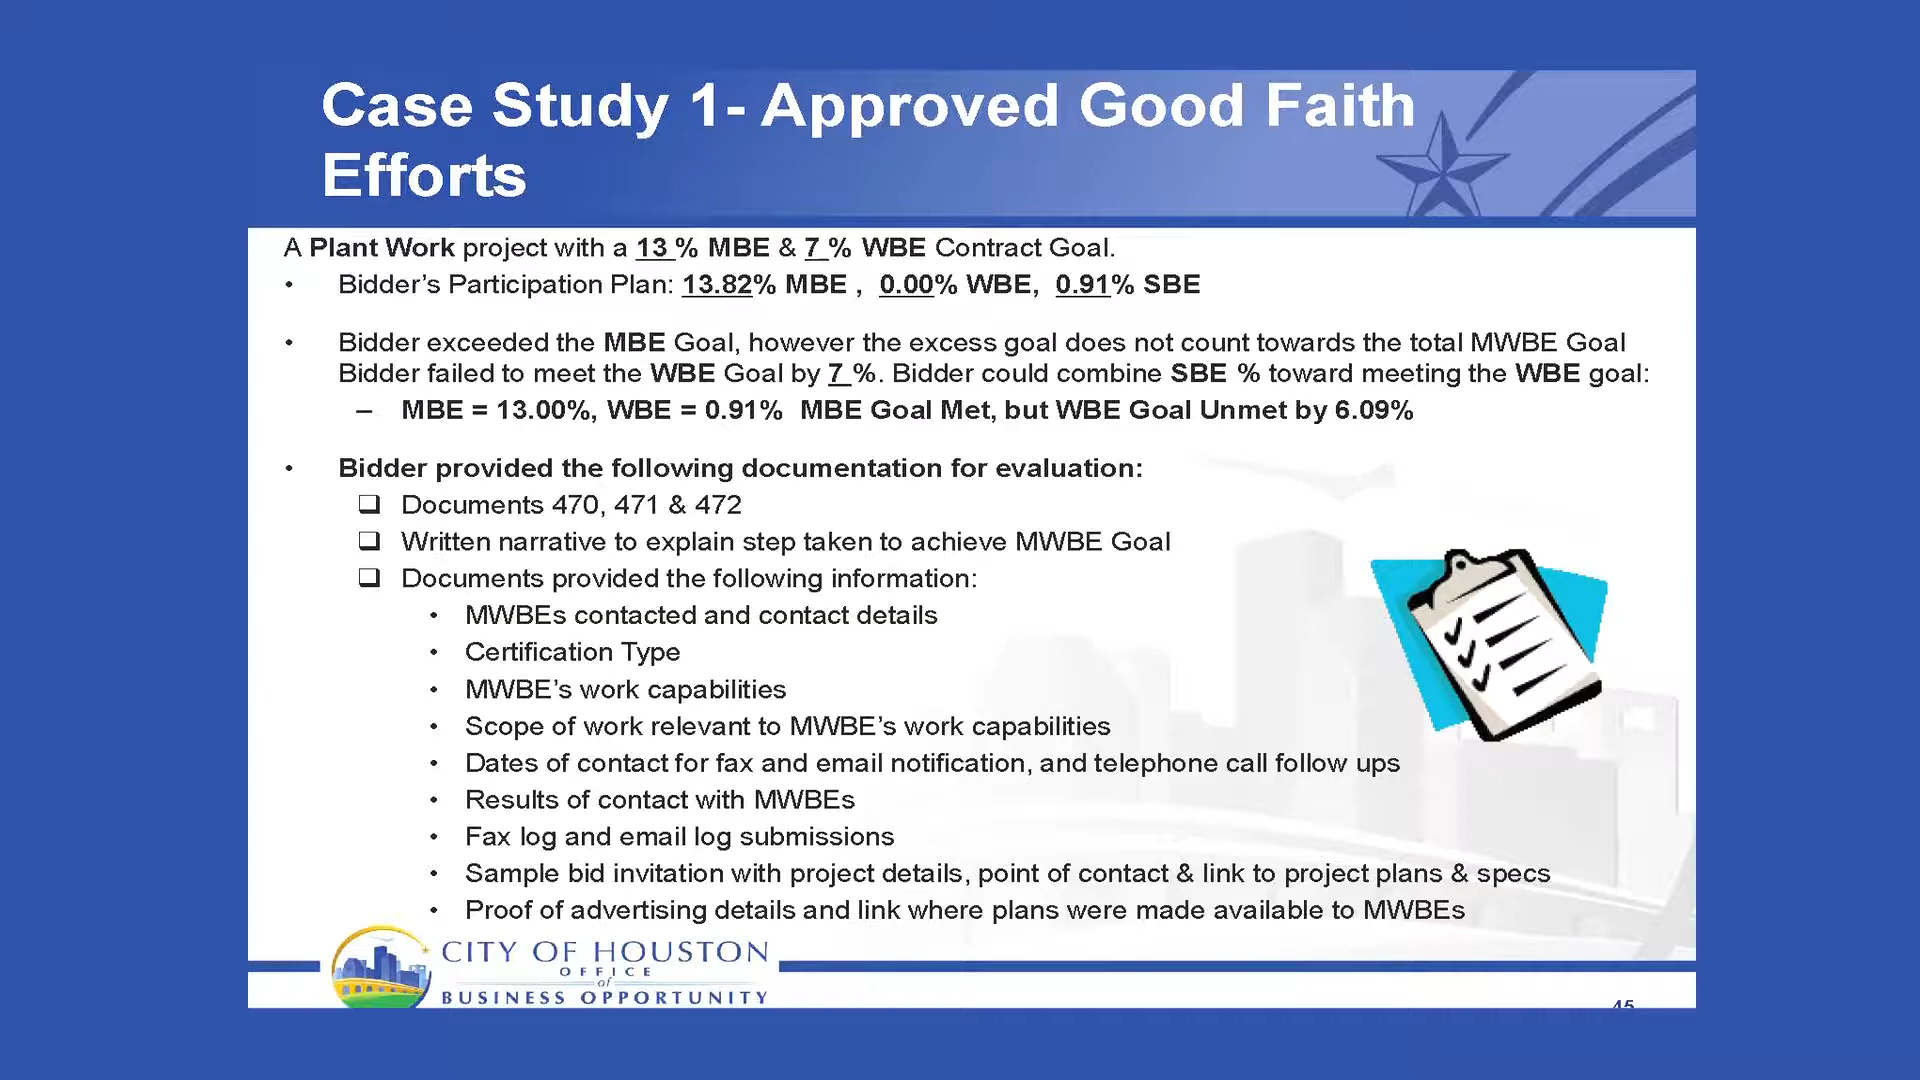 Case Study 1- Approved Good Faith
Efforts
A Plant Work project with a 13 % MBE & 7 % WBE Contract Goal.
• Bidder’s Participation Plan: 13.82% MBE , 0.00% WBE, 0.91% SBE
• Bidder exceeded the MBE Goal, however the excess goal does not count towards the total MWBE Goal
Bidder failed to meet the WBE Goal by 7 %. Bidder could combine SBE % toward meeting the WBE goal:
– MBE = 13.00%, WBE = 0.91% MBE Goal Met, but WBE Goal Unmet by 6.09%
• Bidder provided the following documentation for evaluation:
❑ Documents 470, 471 & 472
❑ Written narrative to explain step taken to achieve MWBE Goal
❑ Documents provided the following information:
• MWBEs contacted and contact details
• Certification Type
• MWBE’s work capabilities
• Scope of work relevant to MWBE’s work capabilities
• Dates of contact for fax and email notification, and telephone call follow ups
• Results of contact with MWBEs
• Fax log and email log submissions
• Sample bid invitation with project details, point of contact & link to project plans & specs
• Proof of advertising details and link where plans were made available to MWBEs
CITY OF HOUSTON
OFFICE
of
BUSINESS OPPORTUNITY
45